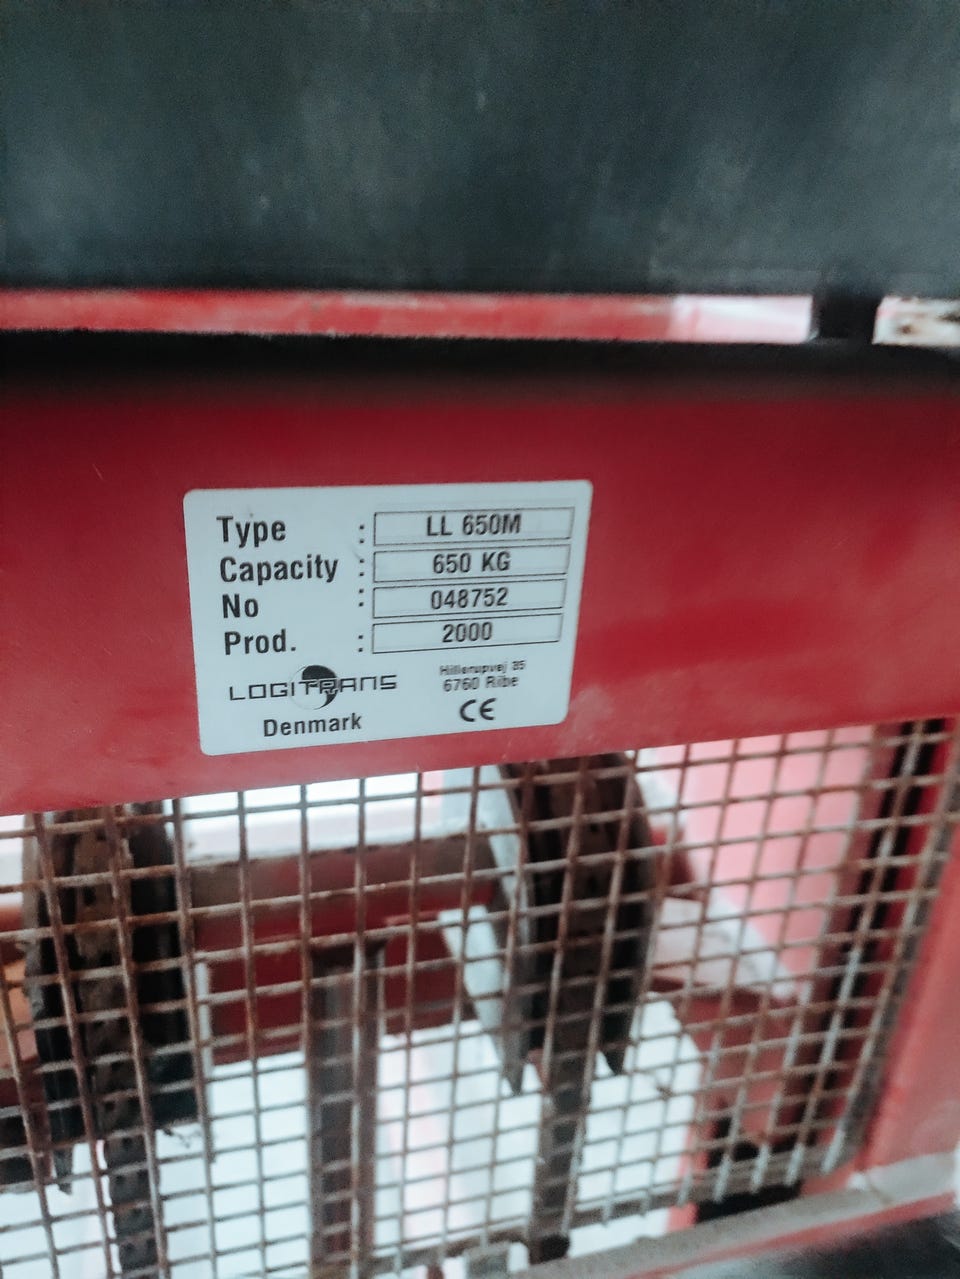 Type : LL 650M
Capacity : 650 KG
No : 048752
Prod. : 2000
LOGITRANS
Denmark
Hillerupvej 35
6760 Ribe
CE